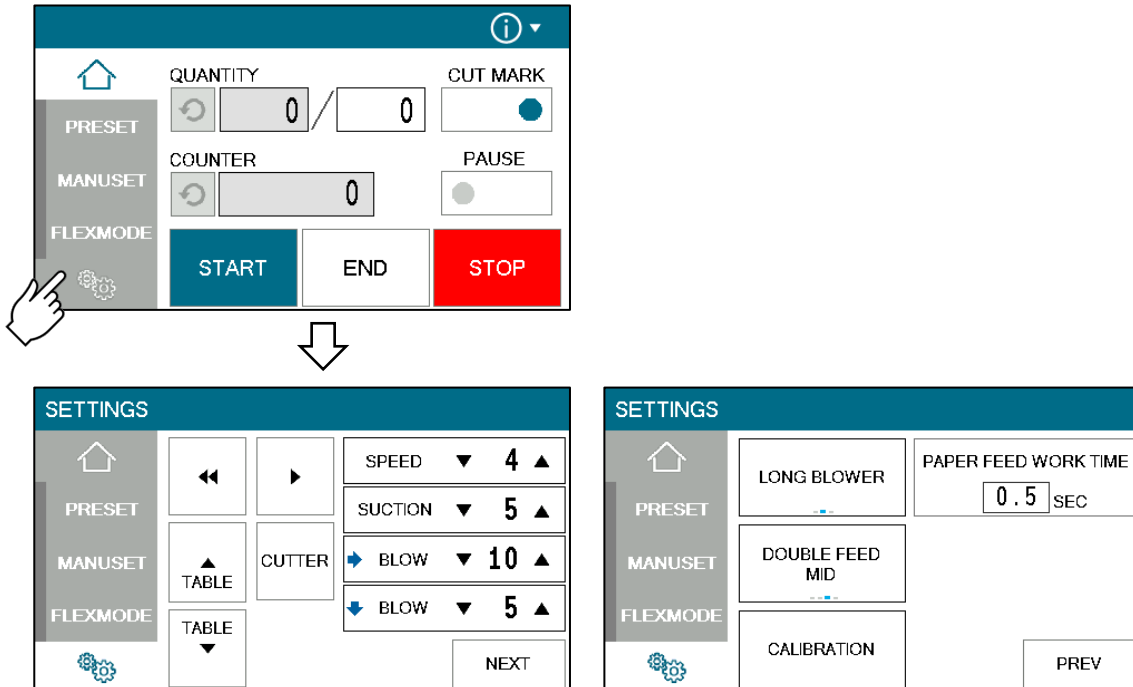 QUANTITY
CUT MARK
0 / 0
PRESET
COUNTER
PAUSE
MANUSET
0
FLEXMODE
START
END
STOP
SETTINGS
SPEED ▼ 4 ▲
PRESET
SUCTION ▼ 5 ▲
MANUSET
▲
TABLE
CUTTER
BLOW ▼ 10 ▲
FLEXMODE
TABLE
▼
BLOW ▼ 5 ▲
NEXT
SETTINGS
LONG BLOWER
PAPER FEED WORK TIME
0.5 SEC
PRESET
MANUSET
DOUBLE FEED
MID
FLEXMODE
CALIBRATION
PREV